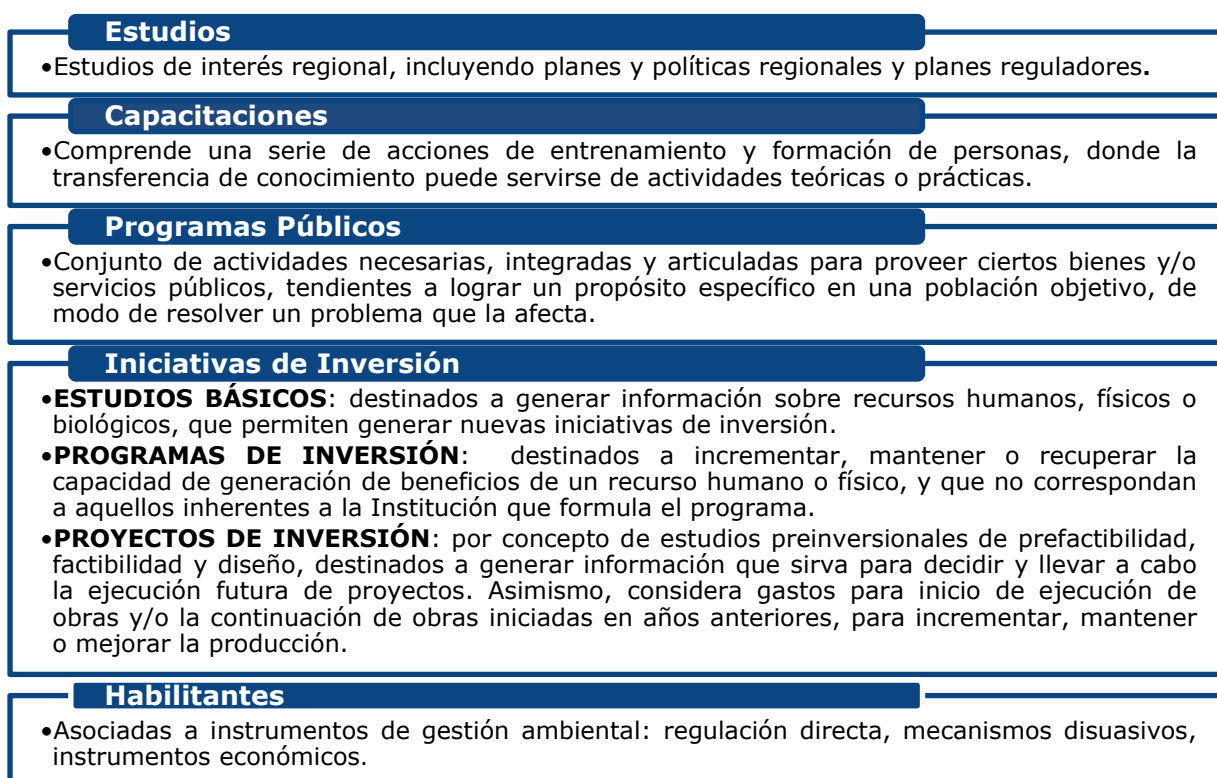 Estudios
•Estudios de interés regional, incluyendo planes y políticas regionales y planes reguladores.
Capacitaciones
•Comprende una serie de acciones de entrenamiento y formación de personas, donde la
transferencia de conocimiento puede servirse de actividades teóricas o prácticas.
Programas Públicos
•Conjunto de actividades necesarias, integradas y articuladas para proveer ciertos bienes y/o
servicios públicos, tendientes a lograr un propósito específico en una población objetivo, de
modo de resolver un problema que la afecta.
Iniciativas de Inversión
•ESTUDIOS BÁSICOS: destinados a generar información sobre recursos humanos, físicos o
biológicos, que permiten generar nuevas iniciativas de inversión.
•PROGRAMAS DE INVERSIÓN: destinados a incrementar, mantener o recuperar la
capacidad de generación de beneficios de un recurso humano o físico, y que no correspondan
a aquellos inherentes a la Institución que formula el programa.
•PROYECTOS DE INVERSIÓN: por concepto de estudios preinversionales de prefactibilidad,
factibilidad y diseño, destinados a generar información que sirva para decidir y llevar a cabo
la ejecución futura de proyectos. Asimismo, considera gastos para inicio de ejecución de
obras y/o la continuación de obras iniciadas en años anteriores, para incrementar, mantener
o mejorar la producción.
Habilitantes
•Asociadas a instrumentos de gestión ambiental: regulación directa, mecanismos disuasivos,
instrumentos económicos.